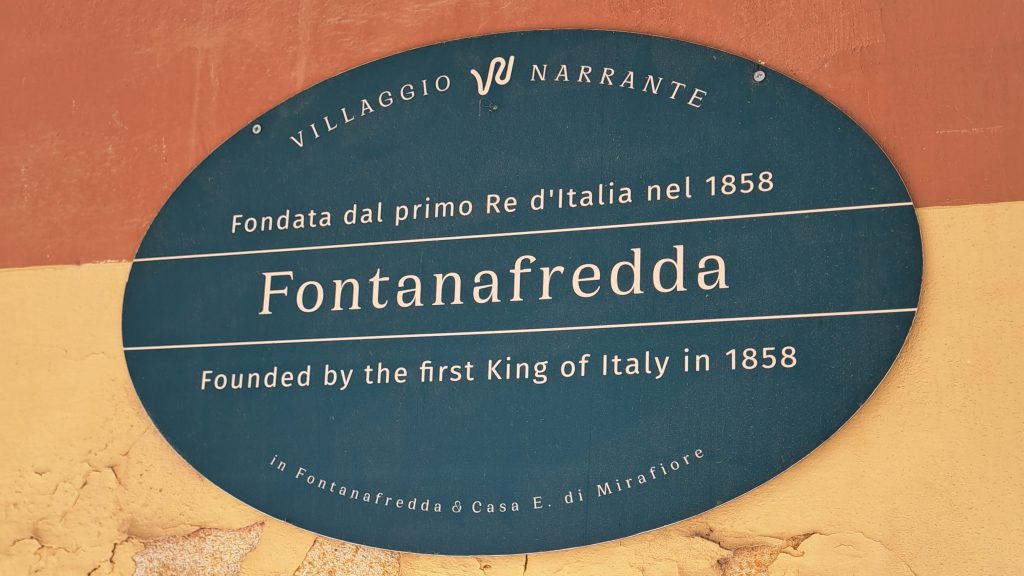 VILLAGGIO NARRANTE
Fondata dal primo Re d'Italia nel 1858
Fontanafredda
Founded by the first King of Italy in 1858
in Fontanafredda & Casa E. di Mirafiore